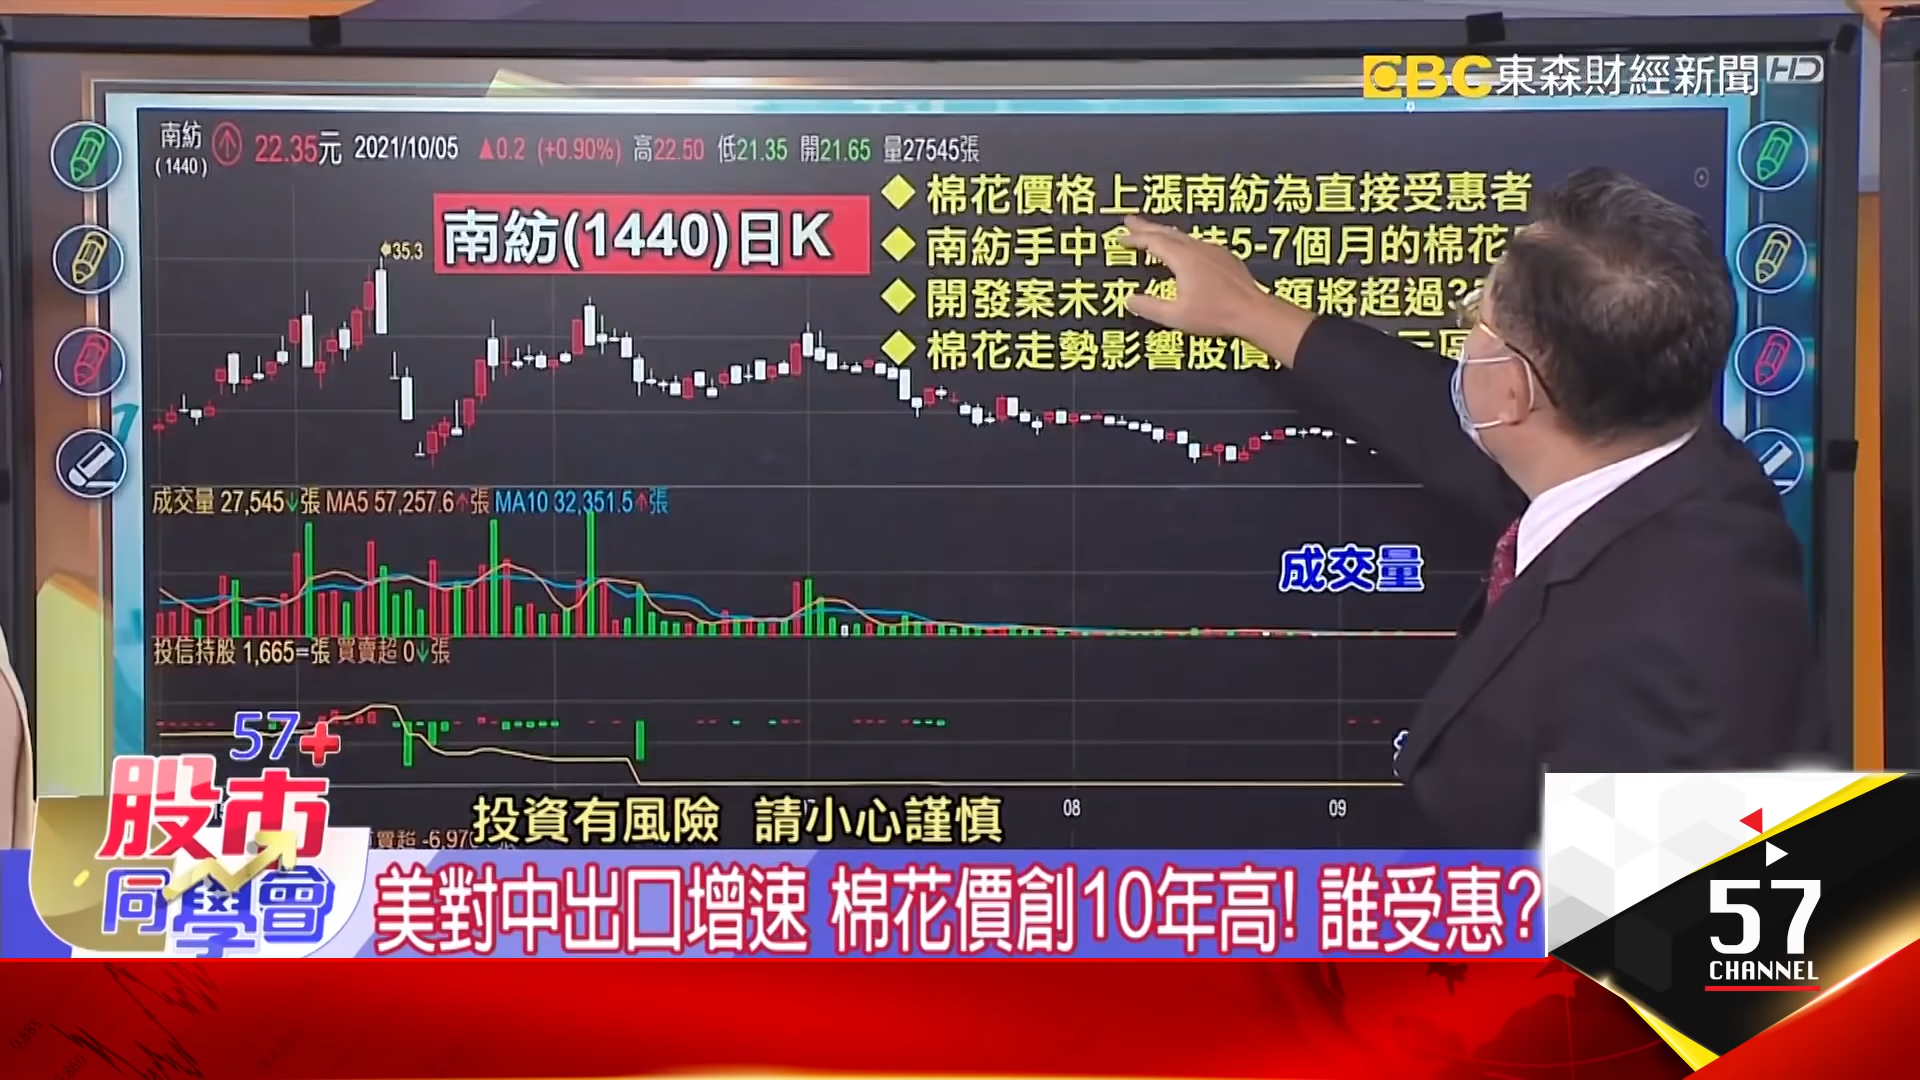 EBC東森財經新聞HD
南紡
(1440)
22.35元 2021/10/05 ▲0.2 (+0.90%) 高22.50 低21.35 開21.65 量27545張
南紡(1440)日K
35.3
◆棉花價格上漲南紡為直接受惠者
◆南紡手中會 5-7個月的棉花
◆開發案未來 金額將超過3
◆棉花走勢影響股價
成交量 27,545↓張 MA5 57,257.6↑張 MA10 32,351.5↑張
成交量
投信持股 1,665=張 買賣超 0↓張
08
09
買超 -6,97
57+
股市
同學會
投資有風險 請小心謹慎
美對中出口增速 棉花價創10年高! 誰受惠?
57
CHANNEL